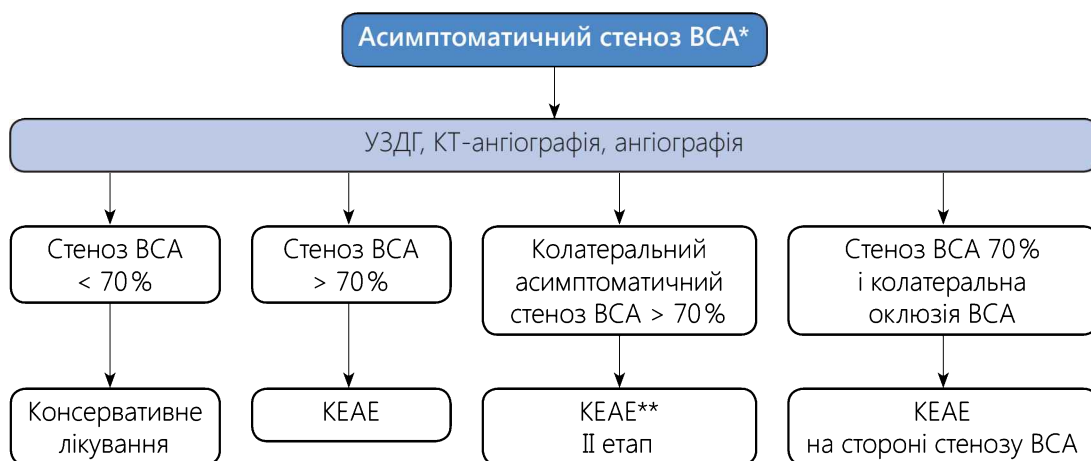 Асимптоматичний стеноз ВСА*
УЗДГ, КТ-ангіографія, ангіографія
Стеноз ВСА
< 70%
Стеноз ВСА
> 70%
Колатеральний
асимптоматичний
стеноз ВСА > 70%
Стеноз ВСА 70%
і колатеральна
оклюзія ВСА
Консервативне
лікування
КЕАЕ
КЕАЕ**
II етап
КЕАЕ
на стороні стенозу ВСА